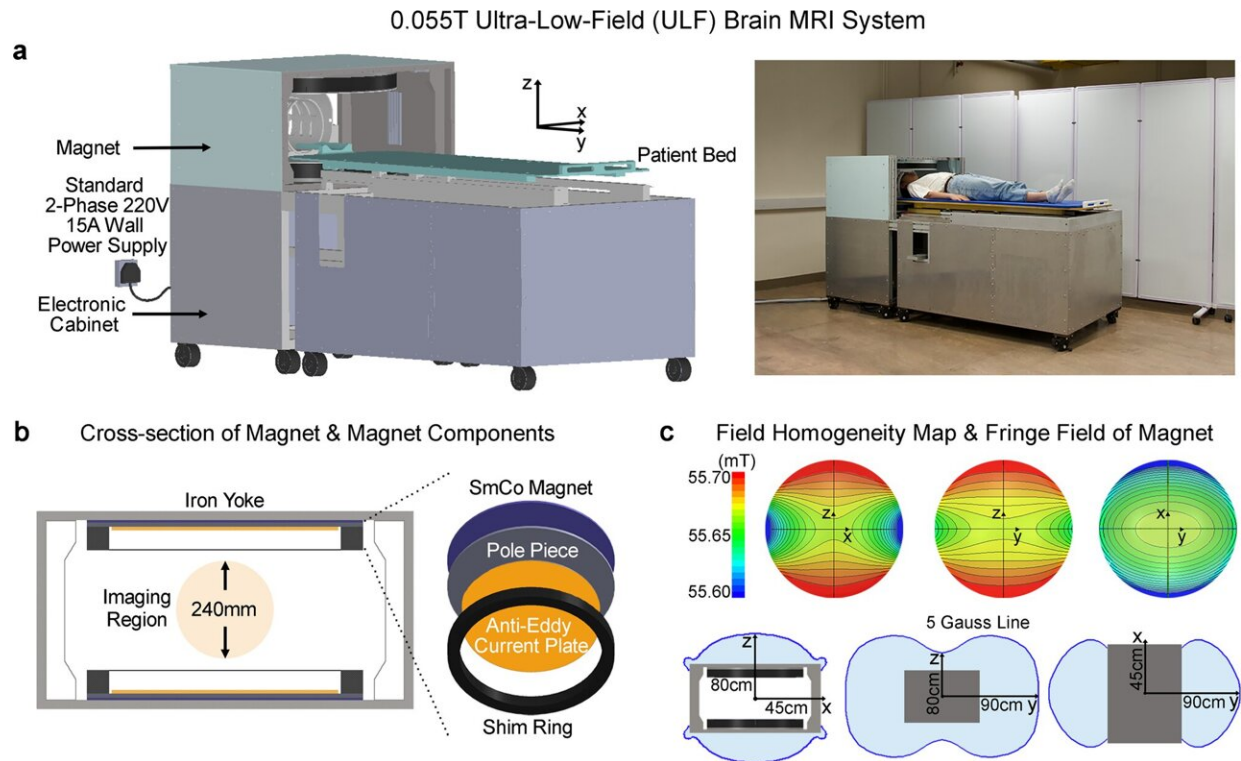 0.055T Ultra-Low-Field (ULF) Brain MRI System
a
z
x
y
Magnet
Patient Bed
Standard
2-Phase 220V
15A Wall
Power Supply
Electronic
Cabinet
b
Cross-section of Magnet & Magnet Components
Iron Yoke
SmCo Magnet
Pole Piece
Imaging
Region
240mm
Anti-Eddy
Current Plate
Shim Ring
c
Field Homogeneity Map & Fringe Field of Magnet
(mT)
55.70
55.65
55.60
z
x
z
y
x
y
5 Gauss Line
z
80cm
45cm
x
z
80cm
90cm
y
x
45cm
90cm
y